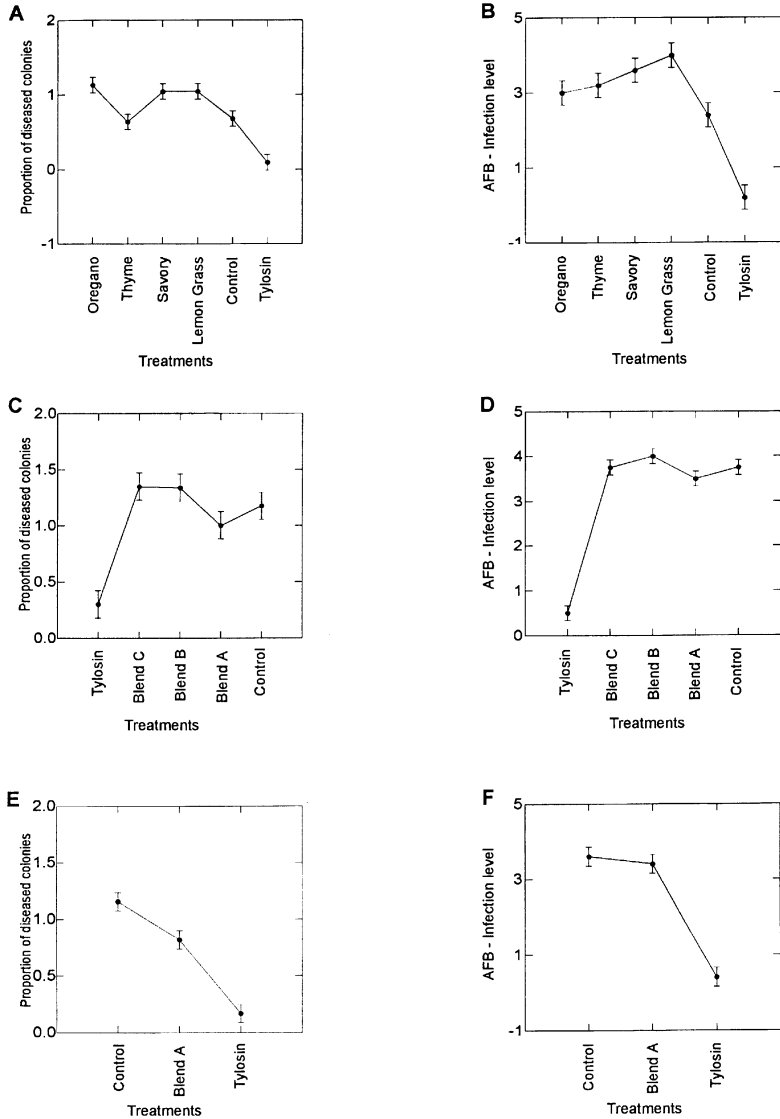 A
Proportion of diseased colonies
2
1
0
-1
Oregano
Thyme
Savory
Lemon Grass
Control
Tylosin
Treatments
B
AFB - Infection level
5
3
1
-1
Oregano
Thyme
Savory
Lemon Grass
Control
Tylosin
Treatments
C
Proportion of diseased colonies
2.0
1.5
1.0
0.5
0.0
Tylosin
Blend C
Blend B
Blend A
Control
Treatments
D
AFB - Infection level
5
4
3
2
1
0
Tylosin
Blend C
Blend B
Blend A
Control
Treatments
E
Proportion of diseased colonies
2.0
1.5
1.0
0.5
0.0
Control
Blend A
Tylosin
Treatments
F
AFB - Infection level
5
3
1
-1
Control
Blend A
Tylosin
Treatments